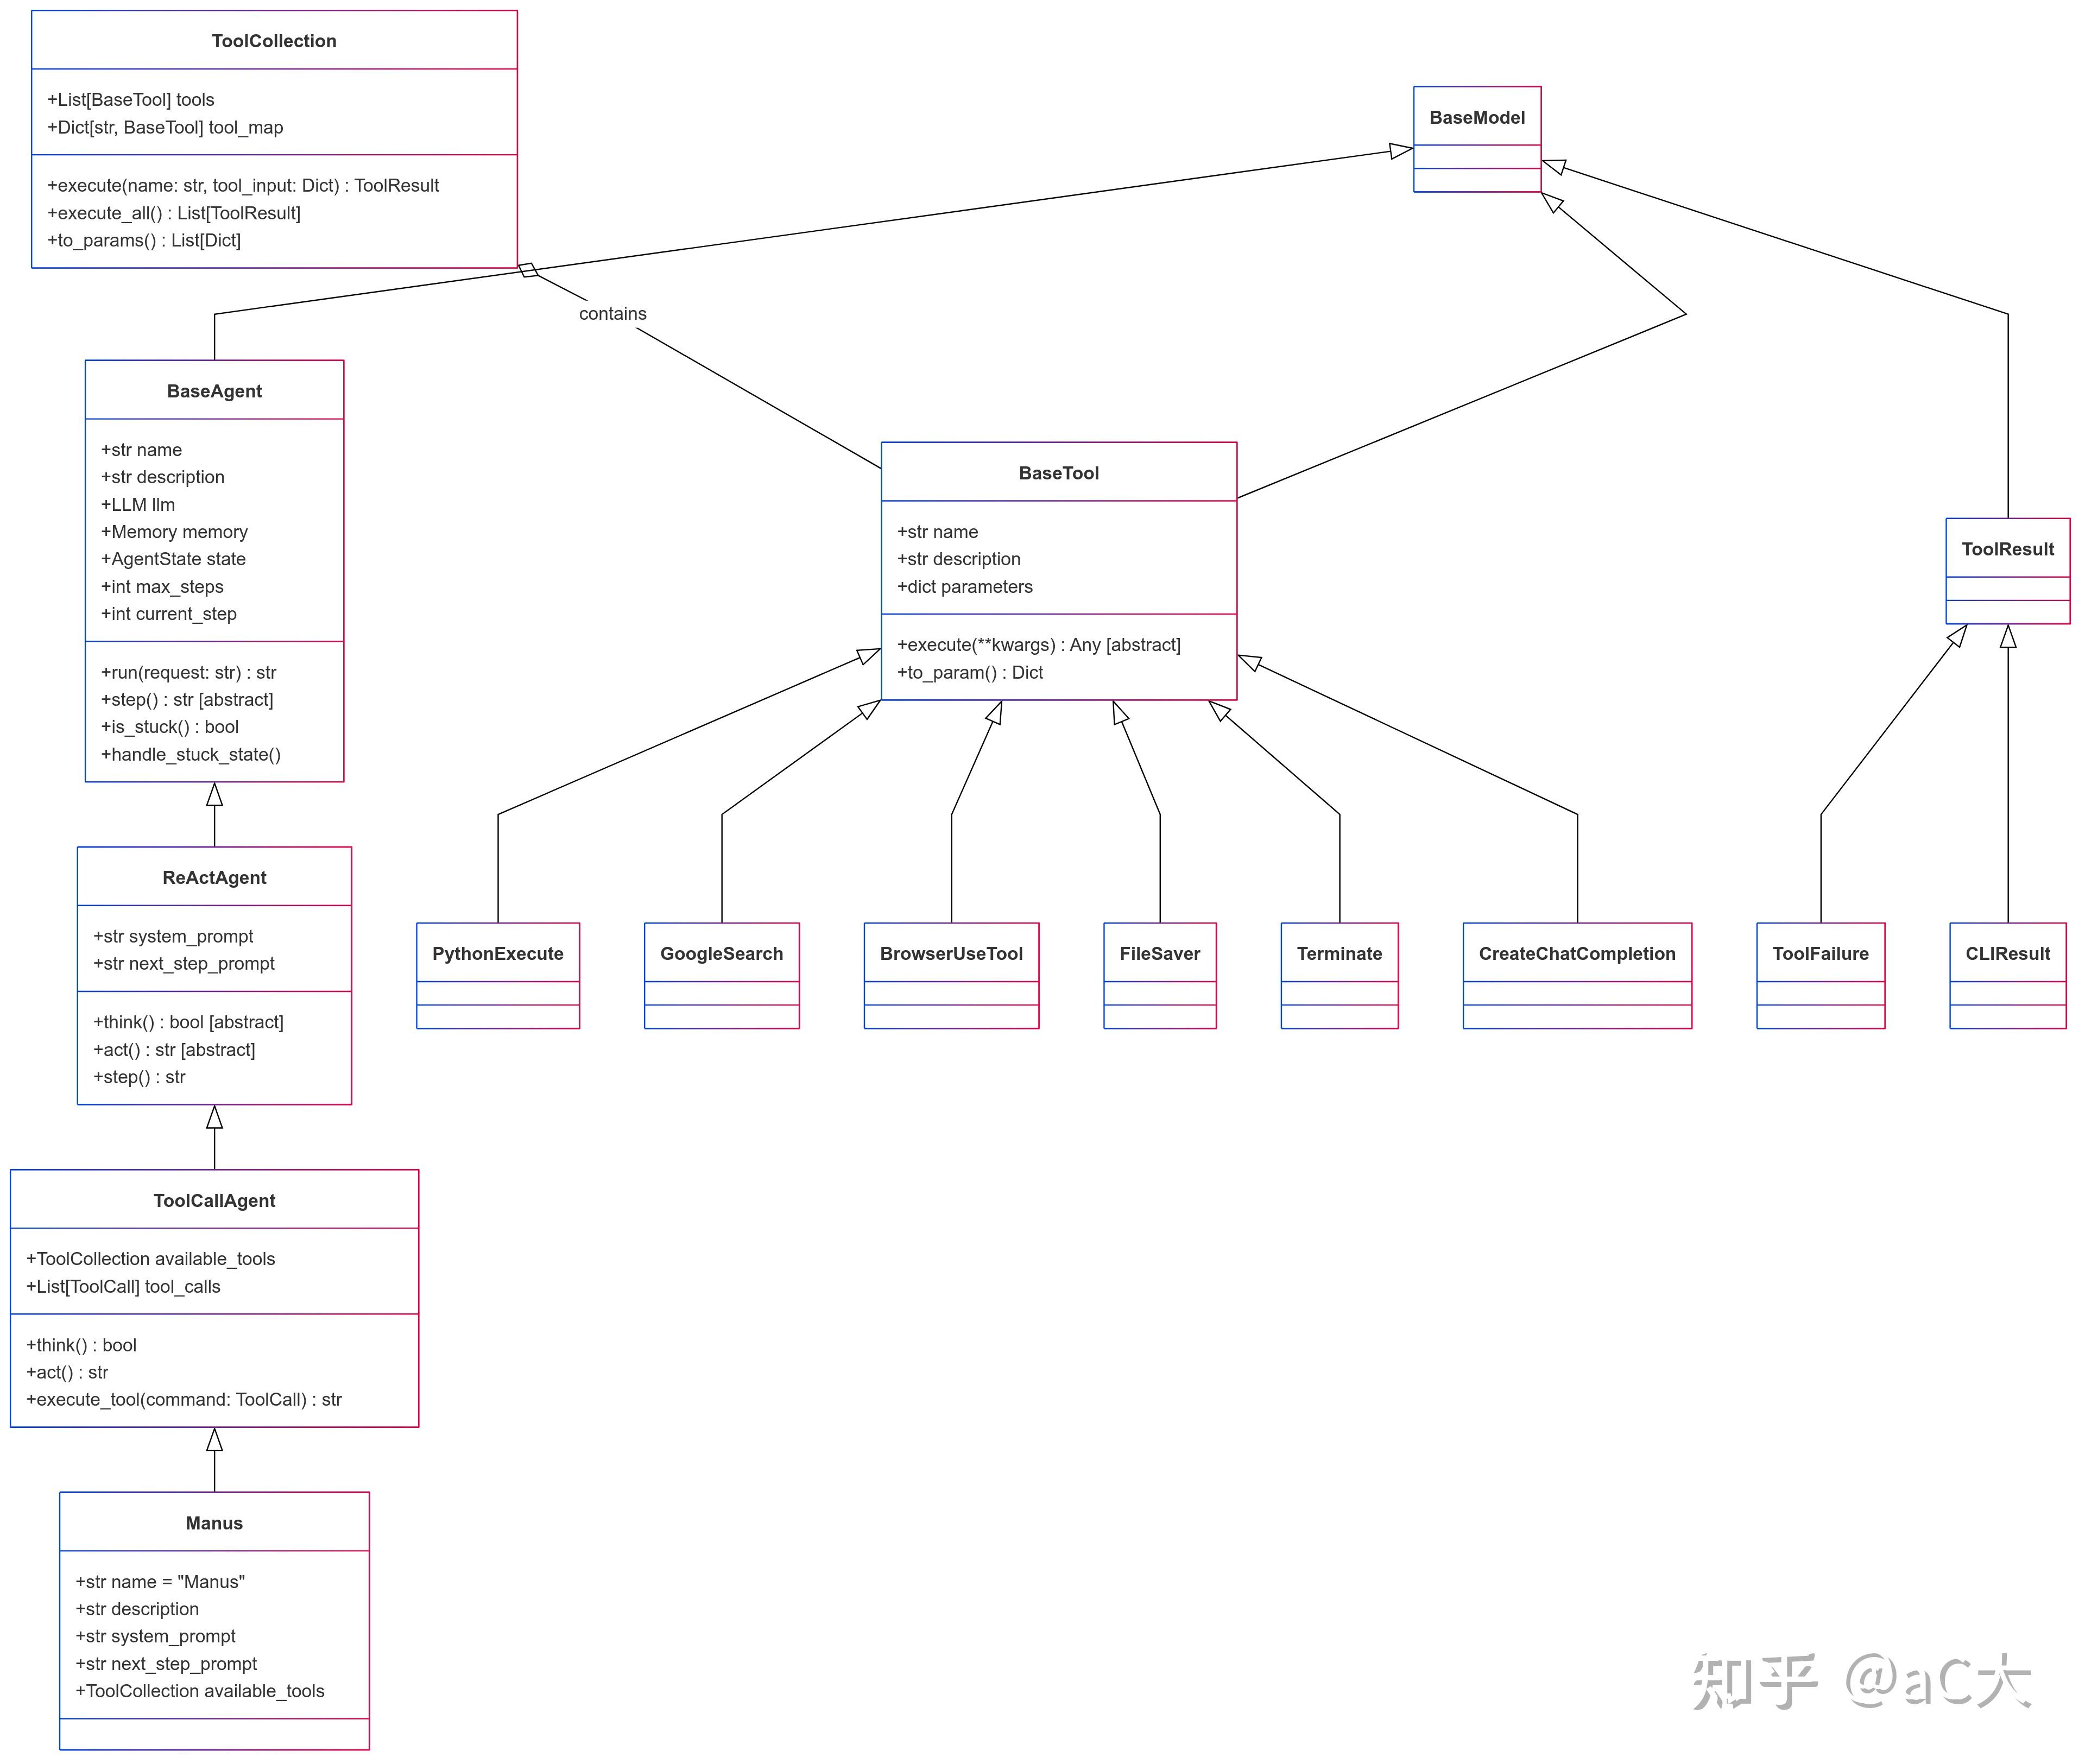 ToolCollection
+List[BaseTool] tools
+Dict[str, BaseTool] tool_map
+execute(name: str, tool_input: Dict) : ToolResult
+execute_all() : List[ToolResult]
+to_params() : List[Dict]
BaseModel
contains
BaseAgent
+str name
+str description
+LLM llm
+Memory memory
+AgentState state
+int max_steps
+int current_step
+run(request: str) : str
+step() : str [abstract]
+is_stuck() : bool
+handle_stuck_state()
BaseTool
+str name
+str description
+dict parameters
+execute(**kwargs) : Any [abstract]
+to_param() : Dict
ToolResult
ReActAgent
+str system_prompt
+str next_step_prompt
+think() : bool [abstract]
+act() : str [abstract]
+step() : str
PythonExecute
GoogleSearch
BrowserUseTool
FileSaver
Terminate
CreateChatCompletion
ToolFailure
CLIResult
ToolCallAgent
+ToolCollection available_tools
+List[ToolCall] tool_calls
+think() : bool
+act() : str
+execute_tool(command: ToolCall) : str
Manus
+str name = "Manus"
+str description
+str system_prompt
+str next_step_prompt
+ToolCollection available_tools
知乎 @aC大